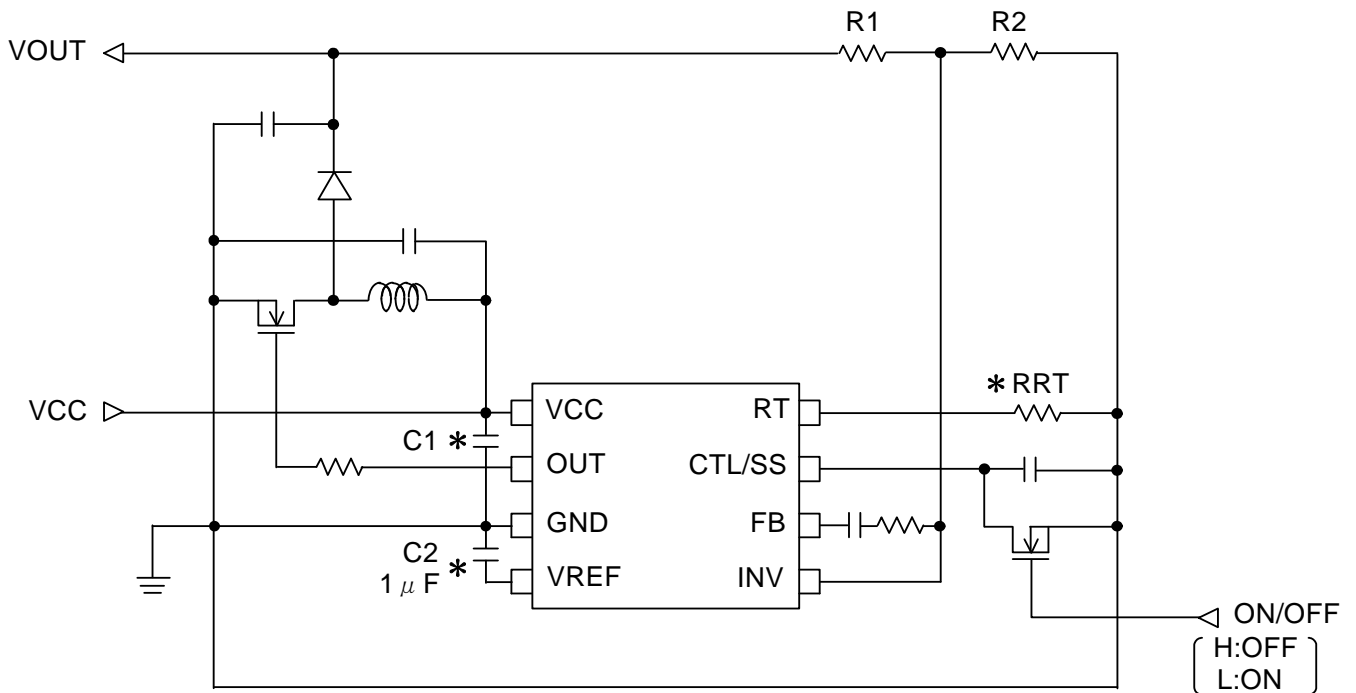 R1
R2
VOUT
* RRT
VCC
VCC
RT
C1 *
OUT
CTL/SS
GND
FB
C2 *
1 μ F
VREF
INV
ON/OFF
H:OFF
L:ON